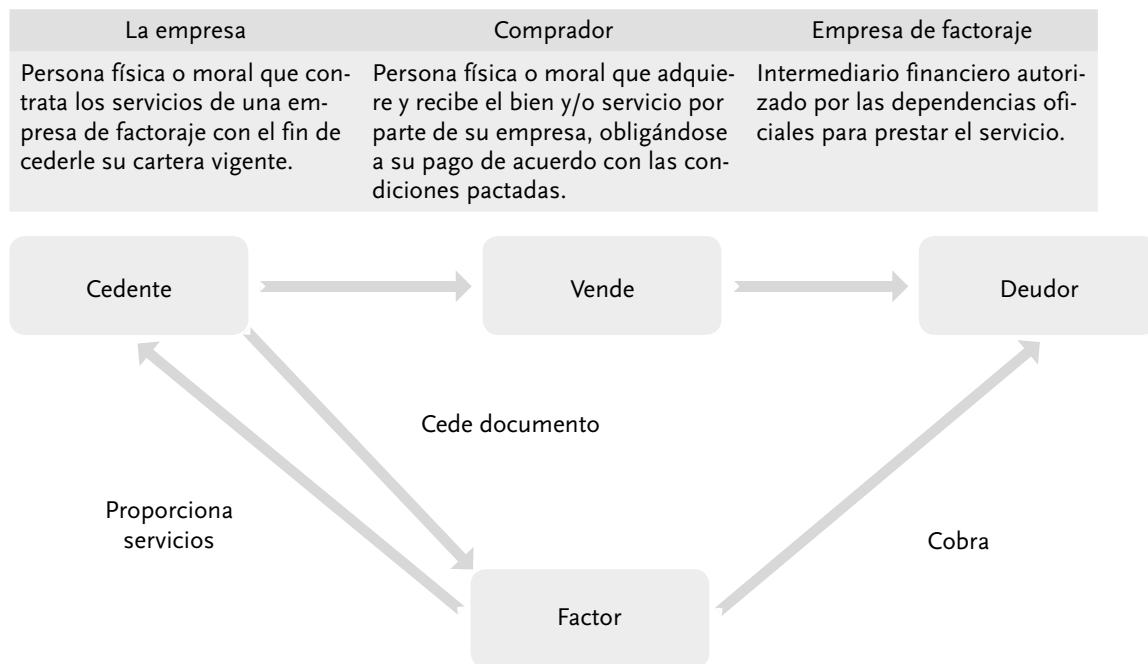 La empresa
Persona física o moral que con-
trata los servicios de una em-
presa de factoraje con el fin de
cederle su cartera vigente.
Comprador
Persona física o moral que adquie-
re y recibe el bien y/o servicio por
parte de su empresa, obligándose
a su pago de acuerdo con las con-
diciones pactadas.
Empresa de factoraje
Intermediario financiero autori-
zado por las dependencias ofi-
ciales para prestar el servicio.
Cedente
Vende
Deudor
Cede documento
Proporciona
servicios
Cobra
Factor